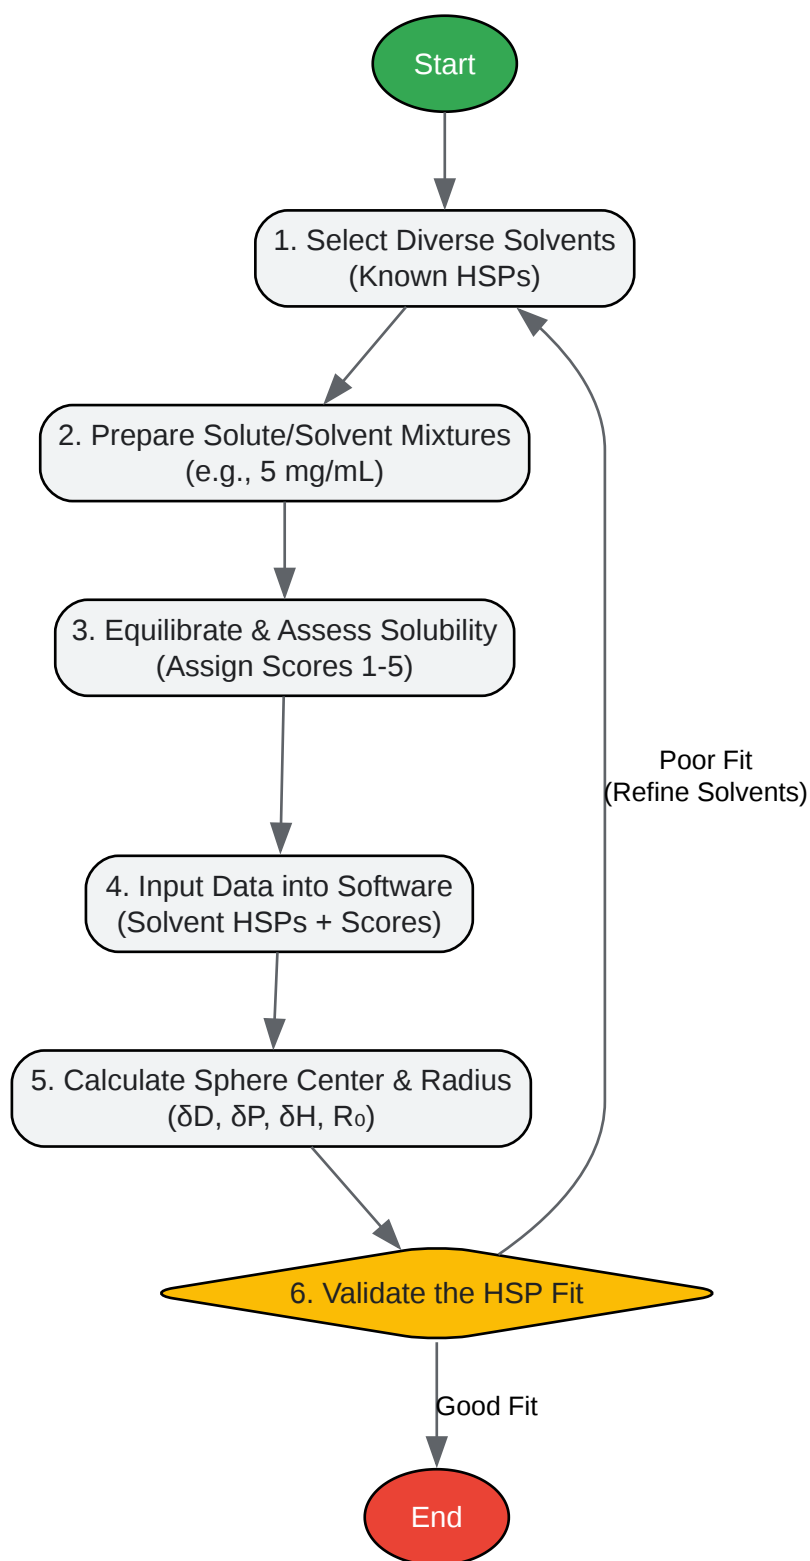 Start
1. Select Diverse Solvents
(Known HSPs)
2. Prepare Solute/Solvent Mixtures
(e.g., 5 mg/mL)
3. Equilibrate & Assess Solubility
(Assign Scores 1-5)
Poor Fit
(Refine Solvents)
4. Input Data into Software
(Solvent HSPs + Scores)
5. Calculate Sphere Center & Radius
(δD, δP, δH, R₀)
6. Validate the HSP Fit
Good Fit
End